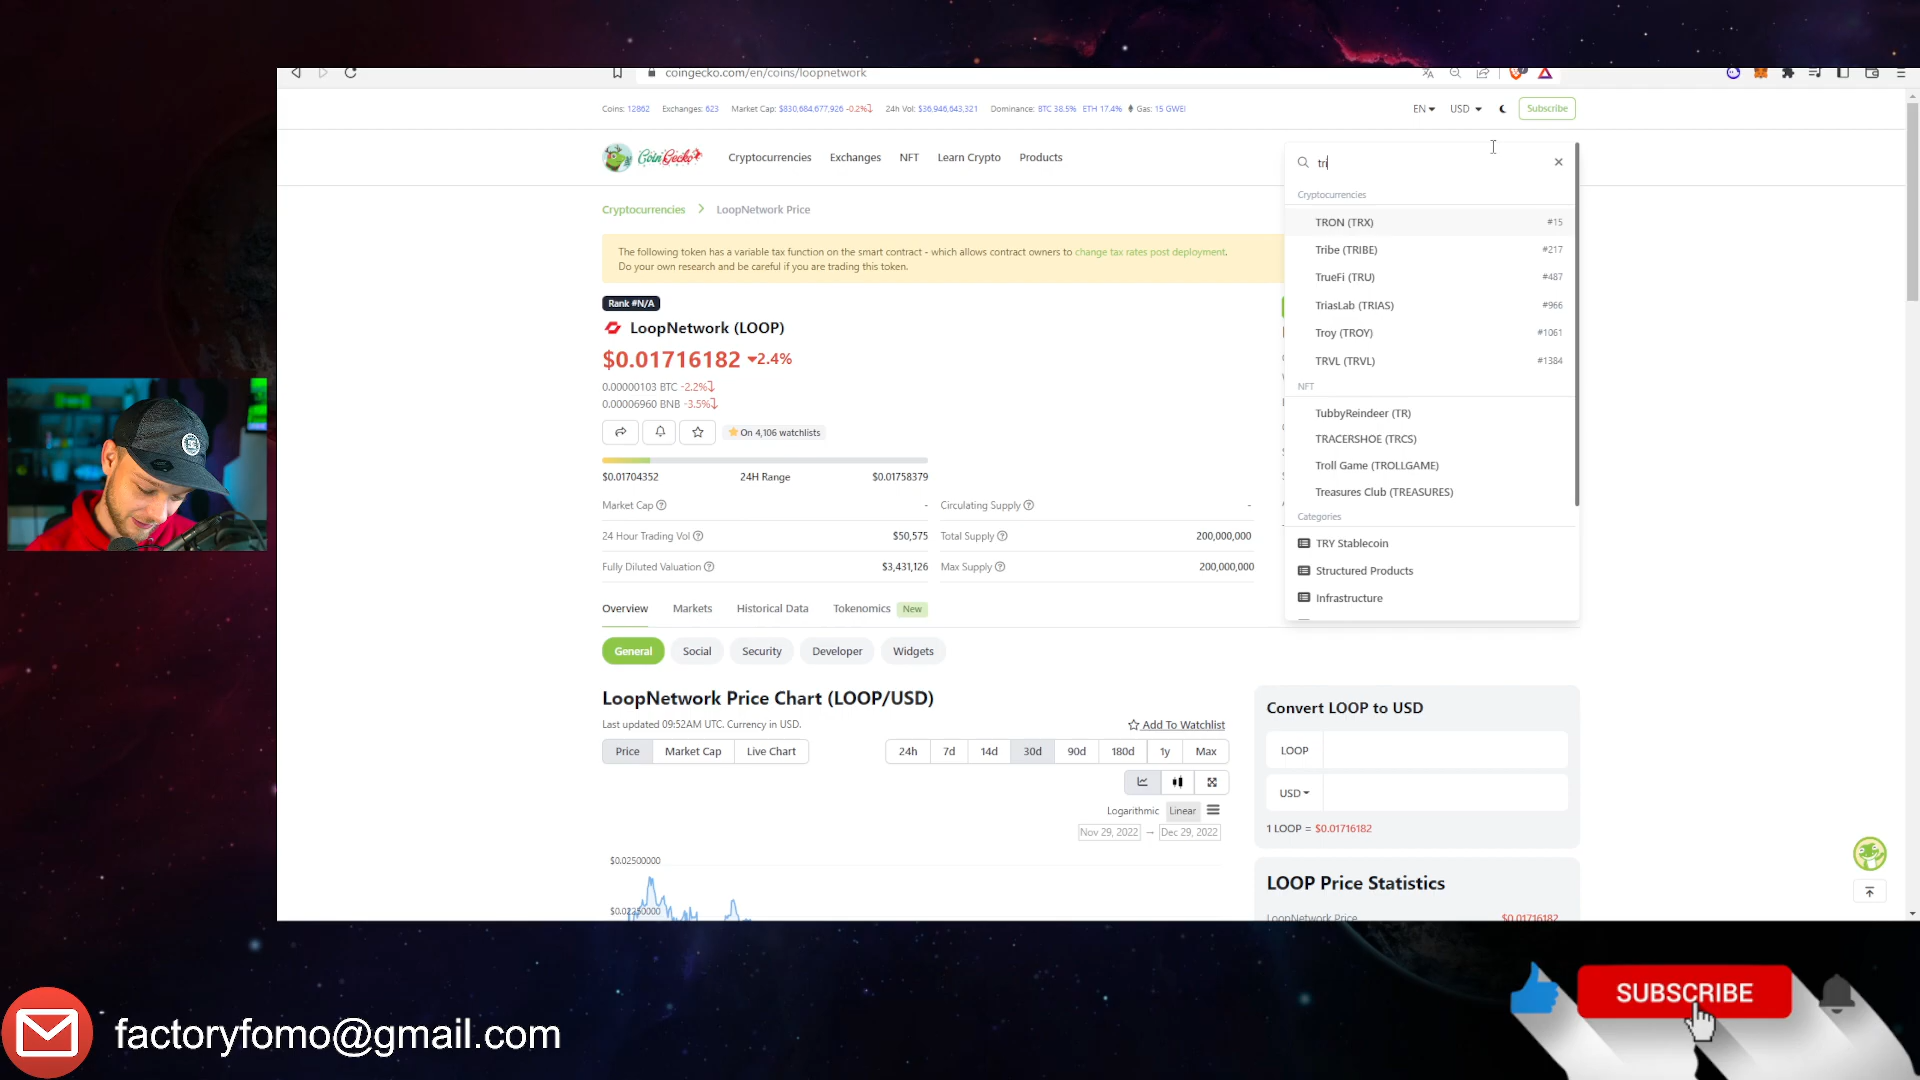 coingecko.com/en/coins/loopnetwork
Coins: 12862 Exchanges: 623 Market Cap: $830,684,677,926 -0.2% 24h Vol: $36,946,643,321 Dominance: BTC 38.5% ETH 17.4% Gas: 15 GWEI
EN USD Subscribe
CoinGecko Cryptocurrencies Exchanges NFT Learn Crypto Products
tri
Cryptocurrencies
TRON (TRX) #15
Tribe (TRIBE) #217
TrueFi (TRU) #487
TriasLab (TRIAS) #966
Troy (TROY) #1061
TRVL (TRVL) #1384
NFT
TubbyReindeer (TR)
TRACERSHOE (TRCS)
Troll Game (TROLLGAME)
Treasures Club (TREASURES)
Categories
TRY Stablecoin
Structured Products
Infrastructure
Cryptocurrencies > LoopNetwork Price
The following token has a variable tax function on the smart contract - which allows contract owners to change tax rates post deployment.
Do your own research and be careful if you are trading this token.
Rank #N/A
LoopNetwork (LOOP)
$0.01716182 2.4%
0.00000103 BTC -2.2%
0.00006960 BNB -3.5%
On 4,106 watchlists
$0.01704352 24H Range $0.01758379
Market Cap - Circulating Supply -
24 Hour Trading Vol $50,575 Total Supply 200,000,000
Fully Diluted Valuation $3,431,126 Max Supply 200,000,000
Overview Markets Historical Data Tokenomics New
General Social Security Developer Widgets
LoopNetwork Price Chart (LOOP/USD)
Last updated 09:52AM UTC. Currency in USD.
Add To Watchlist
Price Market Cap Live Chart 24h 7d 14d 30d 90d 180d 1y Max
Logarithmic Linear
Nov 29, 2022 → Dec 29, 2022
$0.02500000
$0.02250000
Convert LOOP to USD
LOOP
USD
1 LOOP = $0.01716182
LOOP Price Statistics
LoopNetwork Price $0.01716182
factoryfomo@gmail.com
SUBSCRIBE